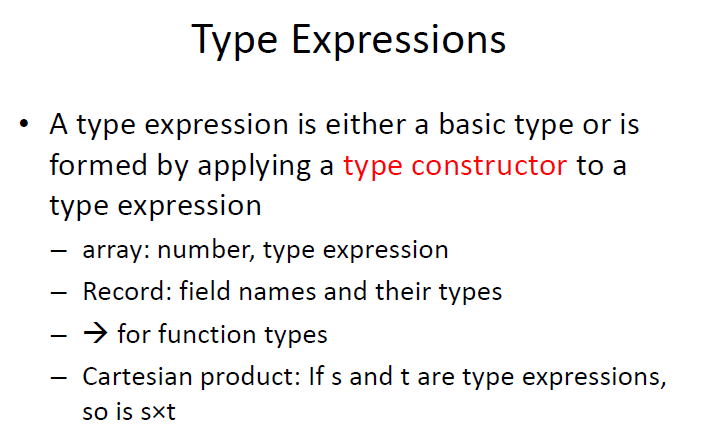 Type Expressions
• A type expression is either a basic type or is
formed by applying a type constructor to a
type expression
– array: number, type expression
– Record: field names and their types
– → for function types
– Cartesian product: If s and t are type expressions,
so is s×t